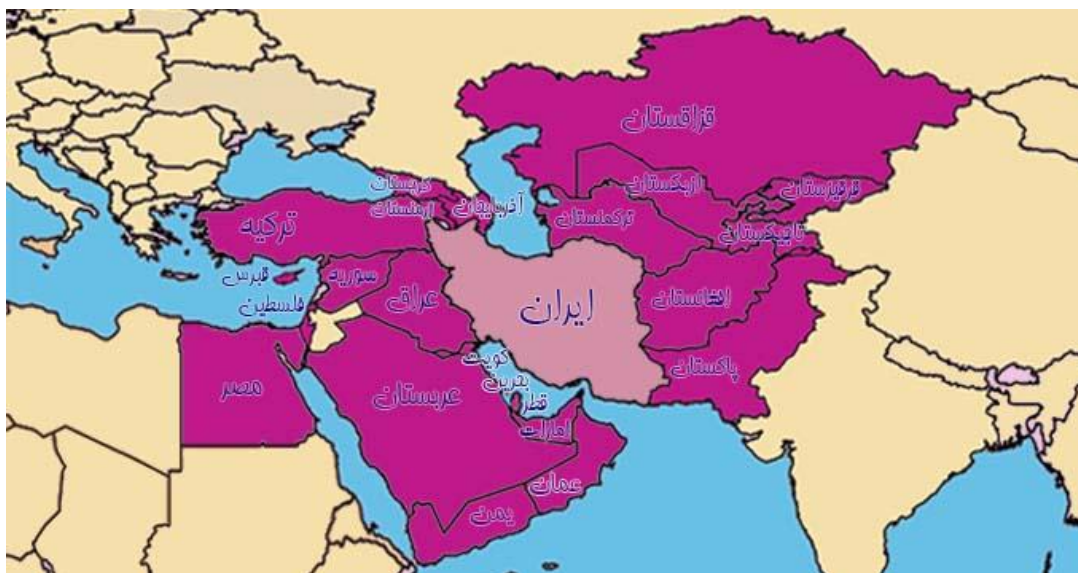 قزاقستان
ازبکستان
قرقیزستان
گرجستان
ارمنستان
آذربایجان
ترکمنستان
تاجیکستان
ترکیه
قبرس
سوریه
فلسطین
عراق
ایران
افغانستان
پاکستان
کویت
بحرین
قطر
امارات
مصر
عربستان
عمان
یمن